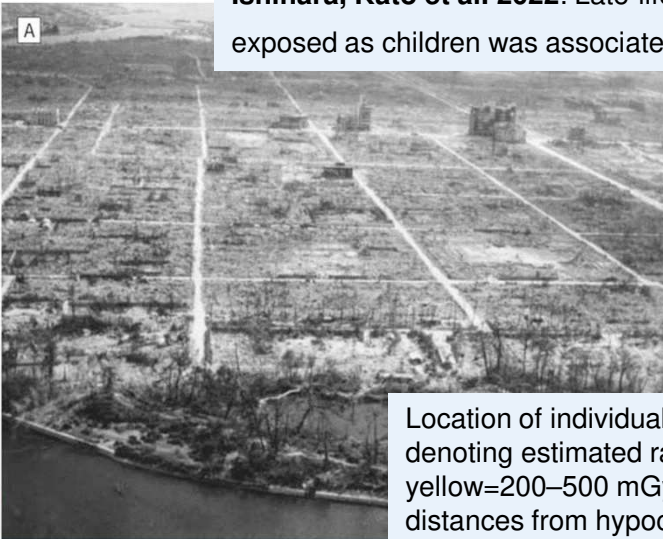 A
exposed as children was associate
Location of individual
denoting estimated ra
yellow=200–500 mG
distances from hypoc